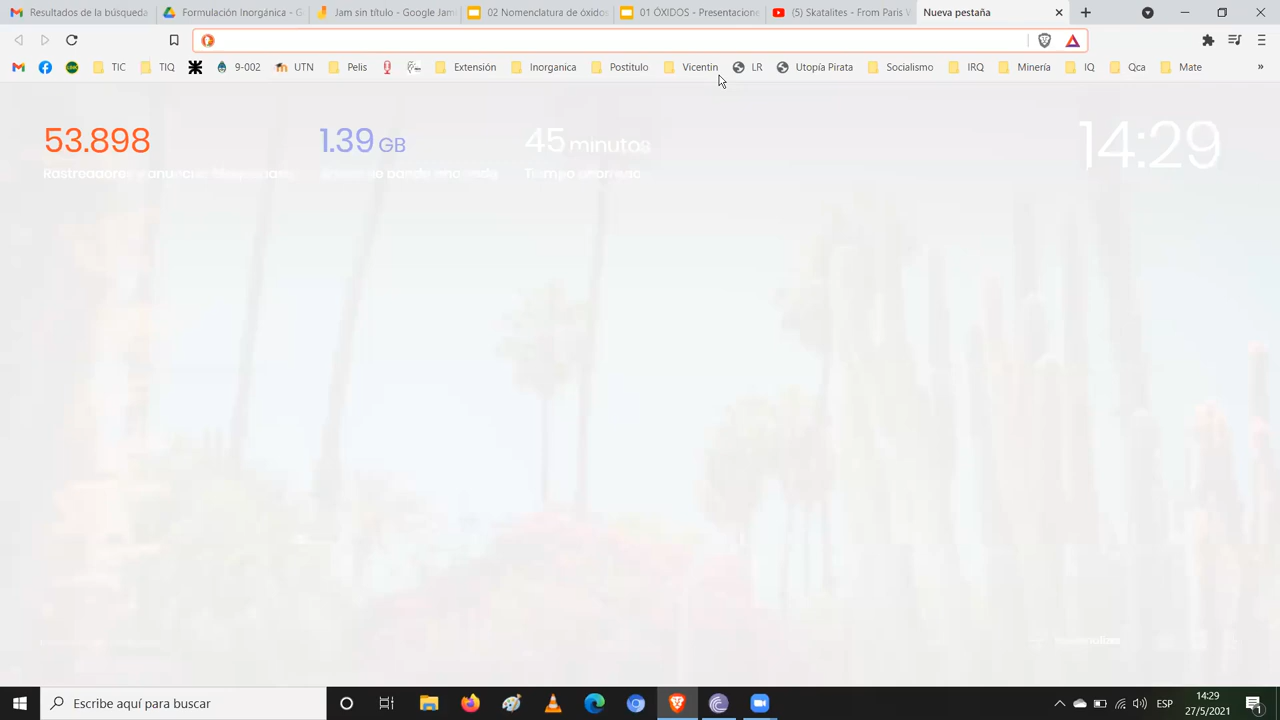 Resultados de la búsqueda
Formulación Inorgánica - G
Jam sin título - Google Jam
02 Nomenclatura de óxidos
01 ÓXIDOS - Presentacione
(5) Skatalites - From Paris W
Nueva pestaña
TIC
TIQ
9-002
UTN
Pelis
Extensión
Inorganica
Postitulo
Vicentin
LR
Utopía Pirata
Socialismo
IRQ
Minería
IQ
Qca
Mate
»
53.898
1.39 GB
45 minutos
14:29
Escribe aquí para buscar
ESP
14:29
27/5/2021
1